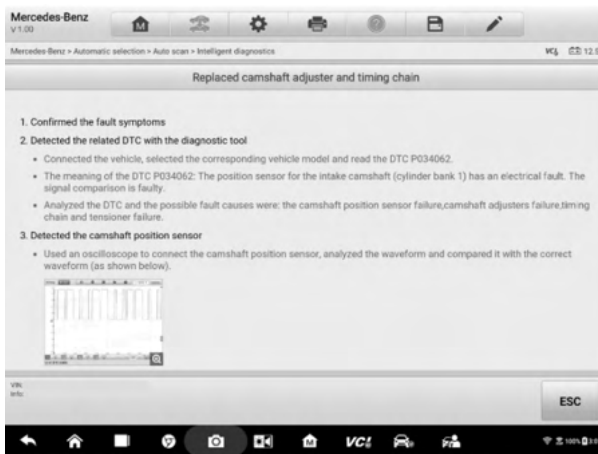 Mercedes-Benz
V 1.00
Mercedes-Benz > Automatic selection > Auto scan > Intelligent diagnostics
VCI
Replaced camshaft adjuster and timing chain
1. Confirmed the fault symptoms
2. Detected the related DTC with the diagnostic tool
• Connected the vehicle, selected the corresponding vehicle model and read the DTC P034062.
• The meaning of the DTC P034062: The position sensor for the intake camshaft (cylinder bank 1) has an electrical fault. The
signal comparison is faulty.
• Analyzed the DTC and the possible fault causes were: the camshaft position sensor failure,camshaft adjusters failure,timing
chain and tensioner failure.
3. Detected the camshaft position sensor
• Used an oscilloscope to connect the camshaft position sensor, analyzed the waveform and compared it with the correct
waveform (as shown below).
VIN:
Info:
ESC
VCI
100%